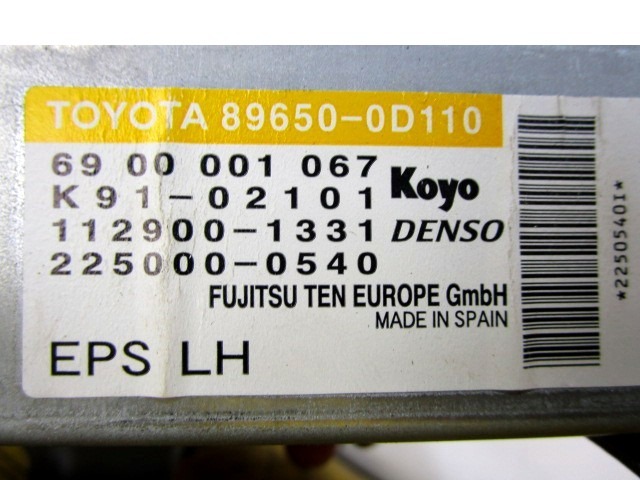 TOYOTA 89650-0D110
69 00 001 067
K91-02101 Koyo
112900-1331 DENSO
225000-0540
FUJITSU TEN EUROPE GmbH
MADE IN SPAIN
EPS LH
*2250540I*